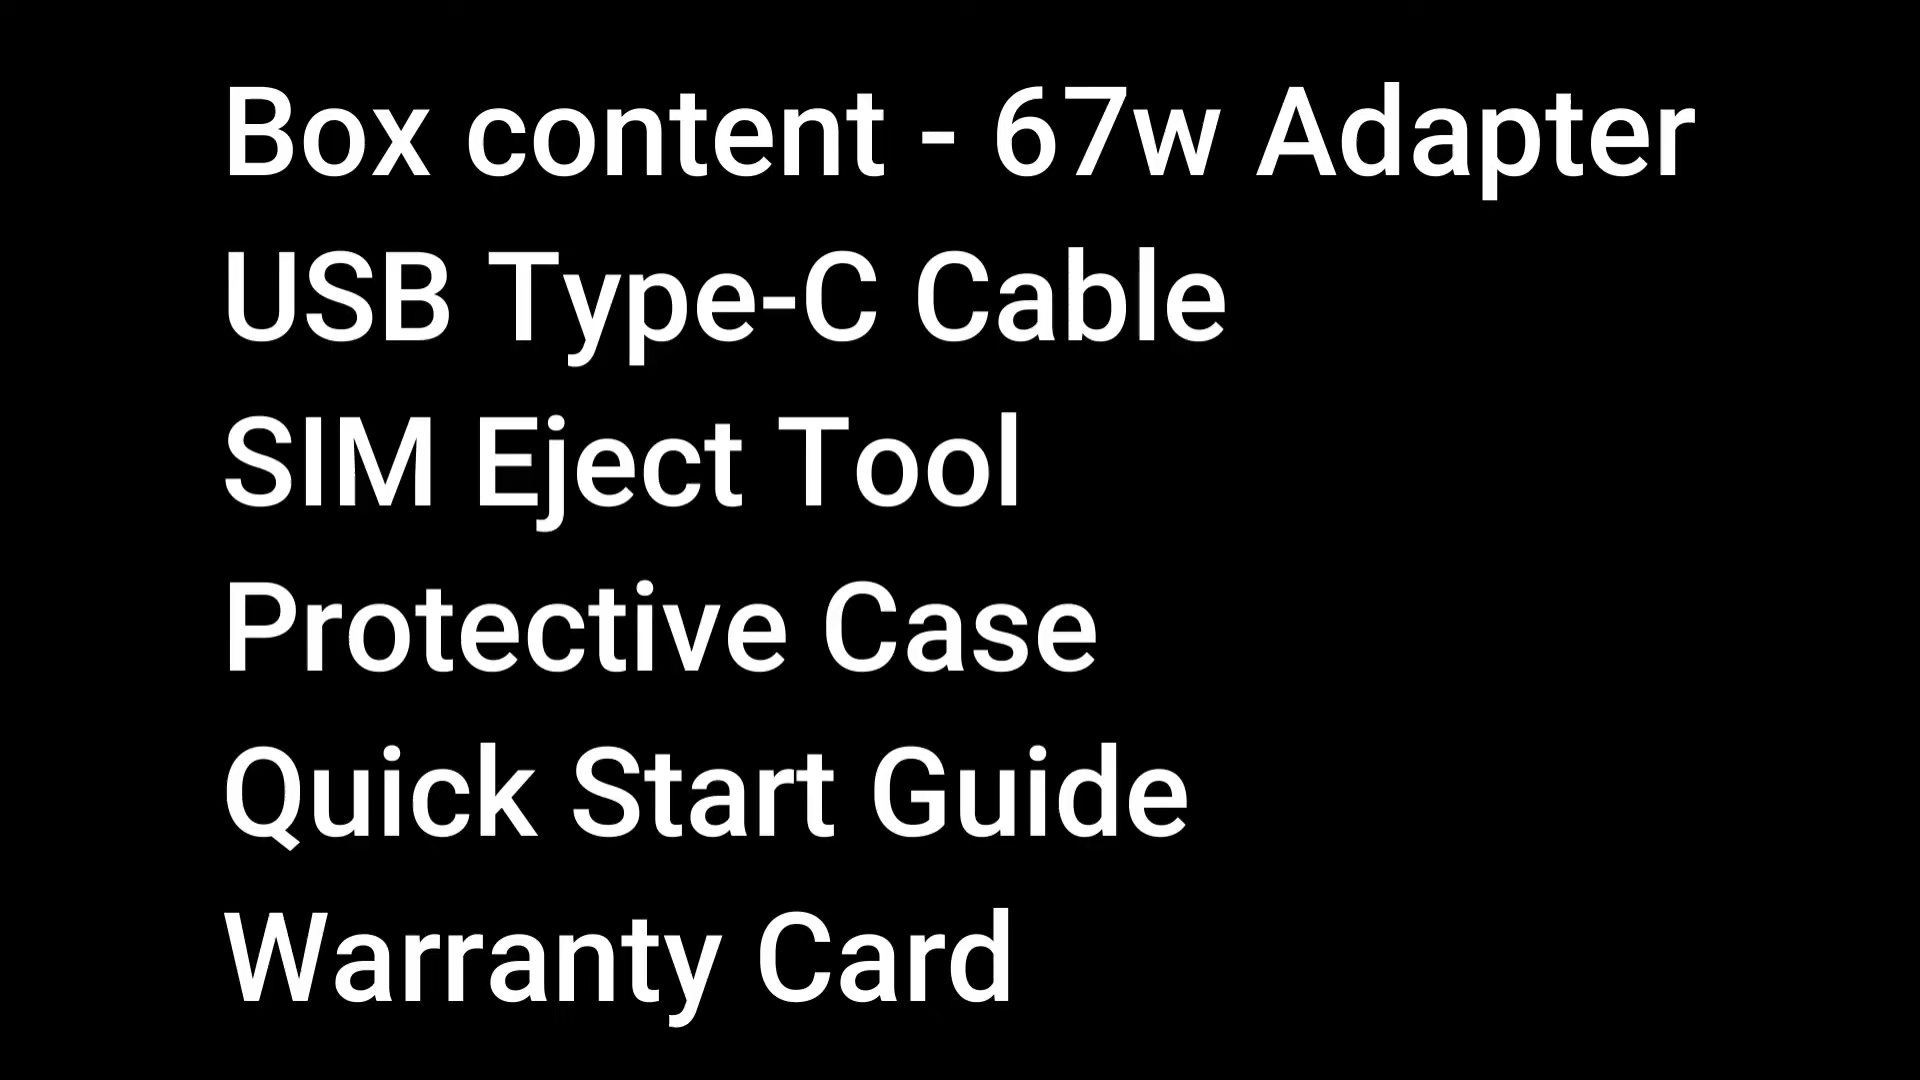 Box content - 67w Adapter
USB Type-C Cable
SIM Eject Tool
Protective Case
Quick Start Guide
Warranty Card